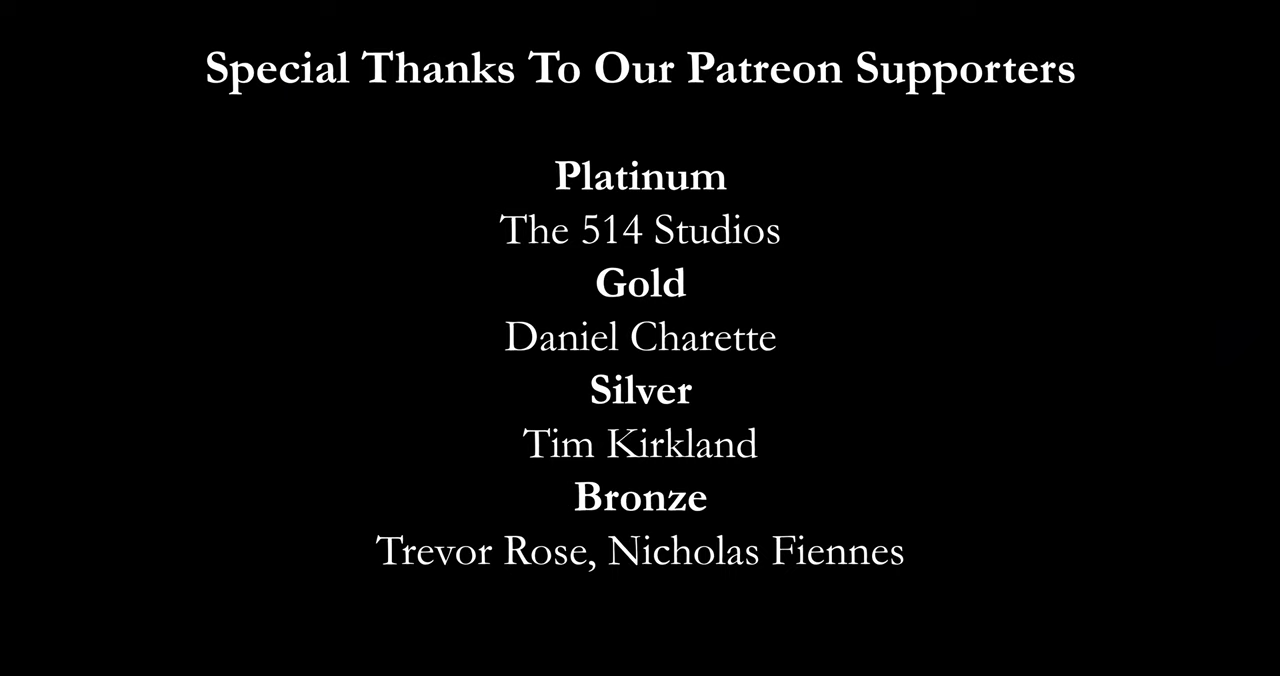 Special Thanks To Our Patreon Supporters
Platinum
The 514 Studios
Gold
Daniel Charette
Silver
Tim Kirkland
Bronze
Trevor Rose, Nicholas Fiennes